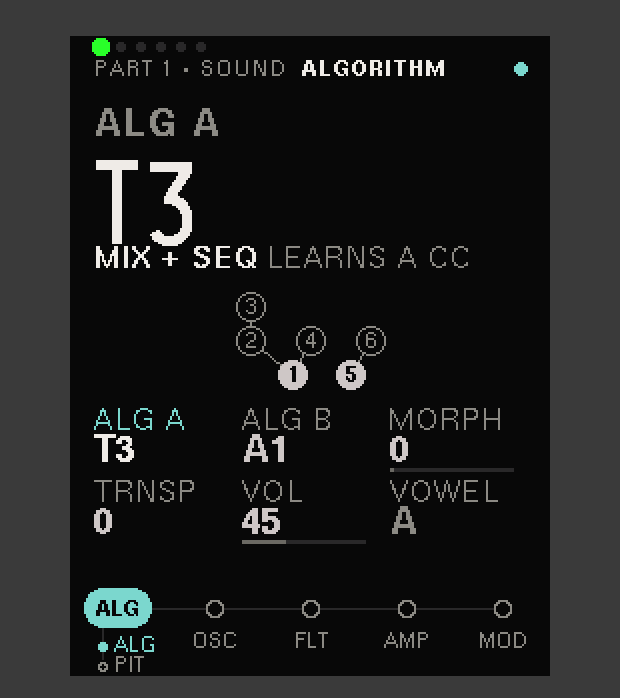 PART 1 · SOUND ALGORITHM
ALG A
T3
MIX + SEQ LEARNS A CC
3
2 4 6
1 5
ALG A ALG B MORPH
T3 A1 0
TRNSP VOL VOWEL
0 45 A
ALG
OSC FLT AMP MOD
ALG
PIT